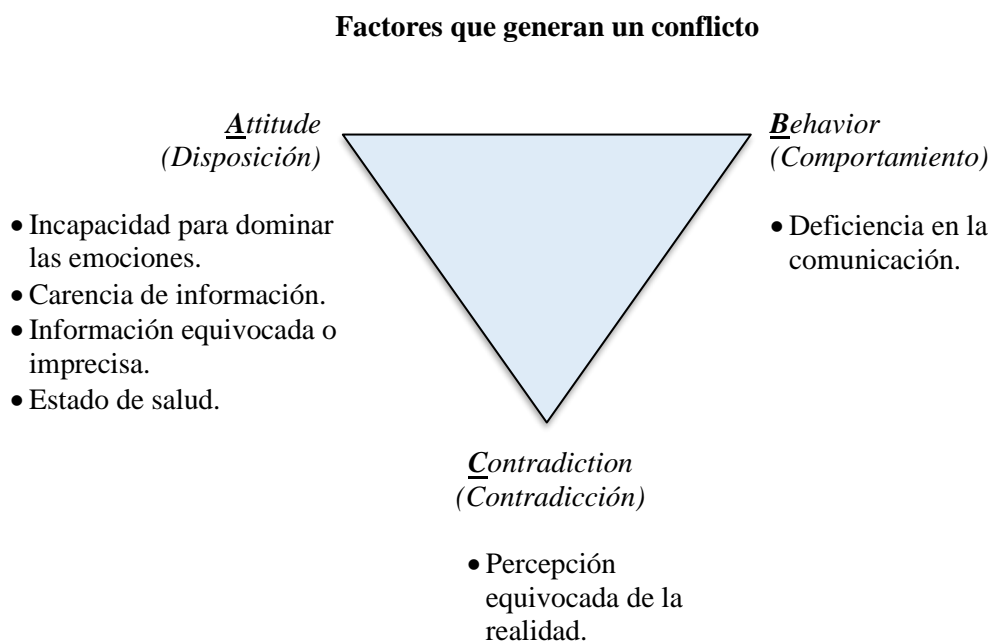 Factores que generan un conflicto
Attitude
(Disposición)
• Incapacidad para dominar
las emociones.
• Carencia de información.
• Información equivocada o
imprecisa.
• Estado de salud.
Behavior
(Comportamiento)
• Deficiencia en la
comunicación.
Contradiction
(Contradicción)
• Percepción
equivocada de la
realidad.